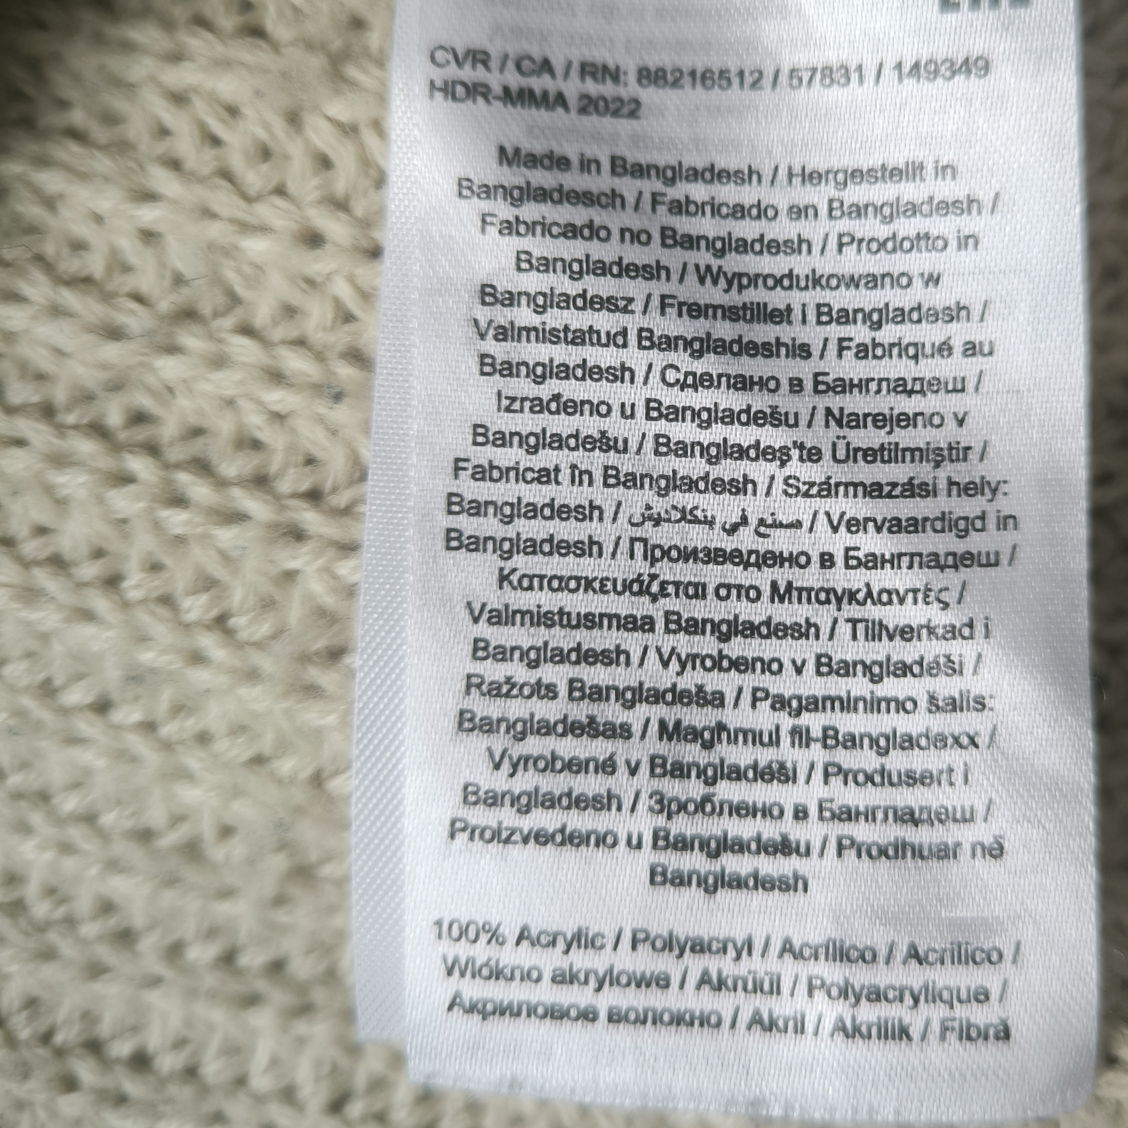 CVR / CA / RN: 88216512 / 57831 / 149349
HDR-MMA 2022
Made in Bangladesh / Hergestellt in
Bangladesch / Fabricado en Bangladesh /
Fabricado no Bangladesh / Prodotto in
Bangladesh / Wyprodukowano w
Bangladesz / Fremstillet i Bangladesh /
Valmistatud Bangladeshis / Fabriqué au
Bangladesh / Сделано в Бангладеш /
Izrađeno u Bangladešu / Narejeno v
Bangladešu / Bangladeş'te Üretilmiştir /
Fabricat în Bangladesh / Származási hely:
Bangladesh / صنع في بنكلاديش / Vervaardigd in
Bangladesh / Произведено в Бангладеш /
Κατασκευάζεται στο Μπαγκλαντές /
Valmistusmaa Bangladesh / Tillverkad i
Bangladesh / Vyrobeno v Bangladéši /
Ražots Bangladeša / Pagaminimo šalis:
Bangladešas / Magħmul fil-Bangladexx /
Vyrobené v Bangladéši / Produsert i
Bangladesh / Зроблено в Бангладеш /
Proizvedeno u Bangladešu / Prodhuar në
Bangladesh
100% Acrylic / Polyacryl / Acrílico / Acrilico /
Wlókno akrylowe / Akrüül / Polyacrylique /
Акриловое волокно / Akril / Akrilik / Fibră